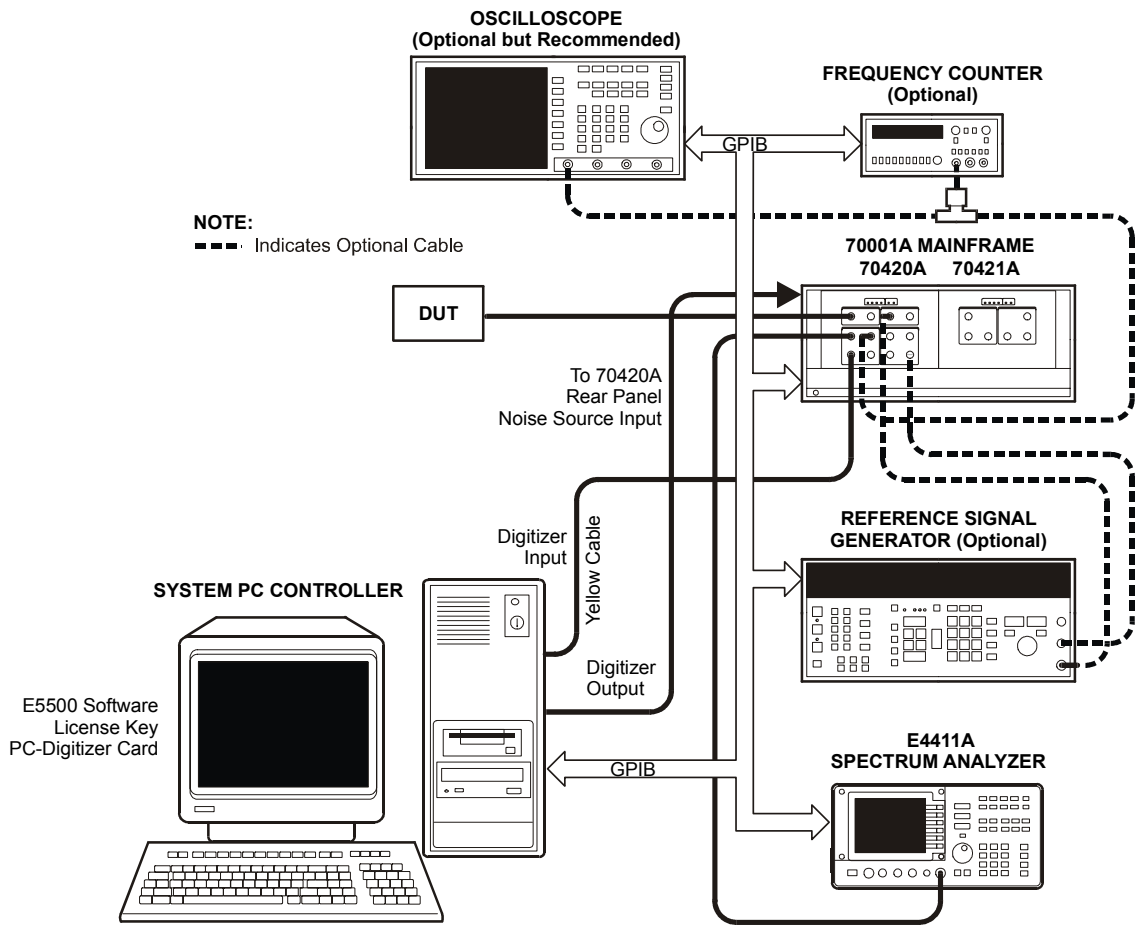 OSCILLOSCOPE
(Optional but Recommended)
FREQUENCY COUNTER
(Optional)
GPIB
NOTE:
Indicates Optional Cable
70001A MAINFRAME
70420A 70421A
DUT
To 70420A
Rear Panel
Noise Source Input
Digitizer
Input
Yellow Cable
REFERENCE SIGNAL
GENERATOR (Optional)
SYSTEM PC CONTROLLER
Digitizer
Output
E5500 Software
License Key
PC-Digitizer Card
GPIB
E4411A
SPECTRUM ANALYZER